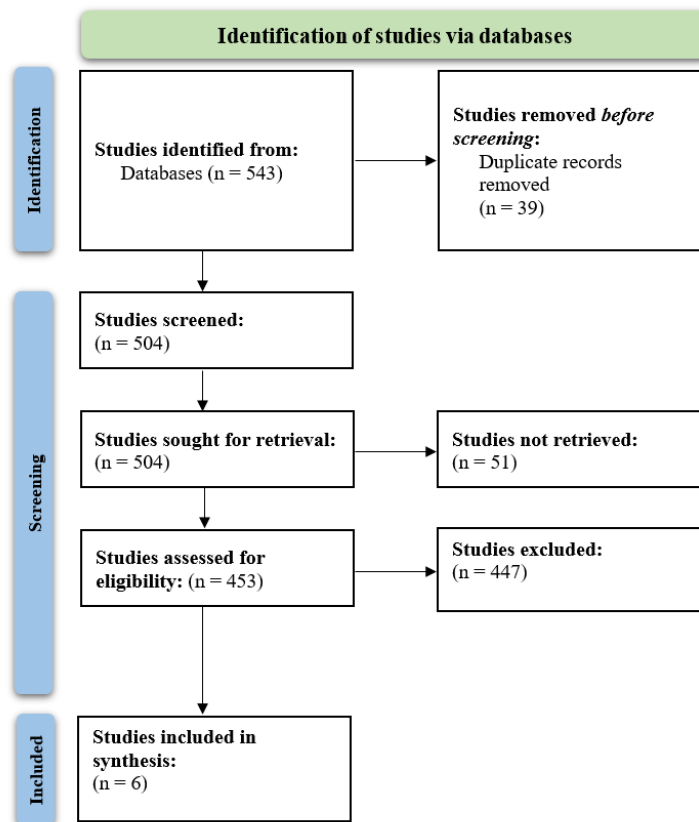 Identification of studies via databases
Identification
Studies identified from:
Databases (n = 543)
Studies removed before
screening:
Duplicate records
removed
(n = 39)
Screening
Studies screened:
(n = 504)
Studies sought for retrieval:
(n = 504)
Studies not retrieved:
(n = 51)
Studies assessed for
eligibility: (n = 453)
Studies excluded:
(n = 447)
Included
Studies included in
synthesis:
(n = 6)